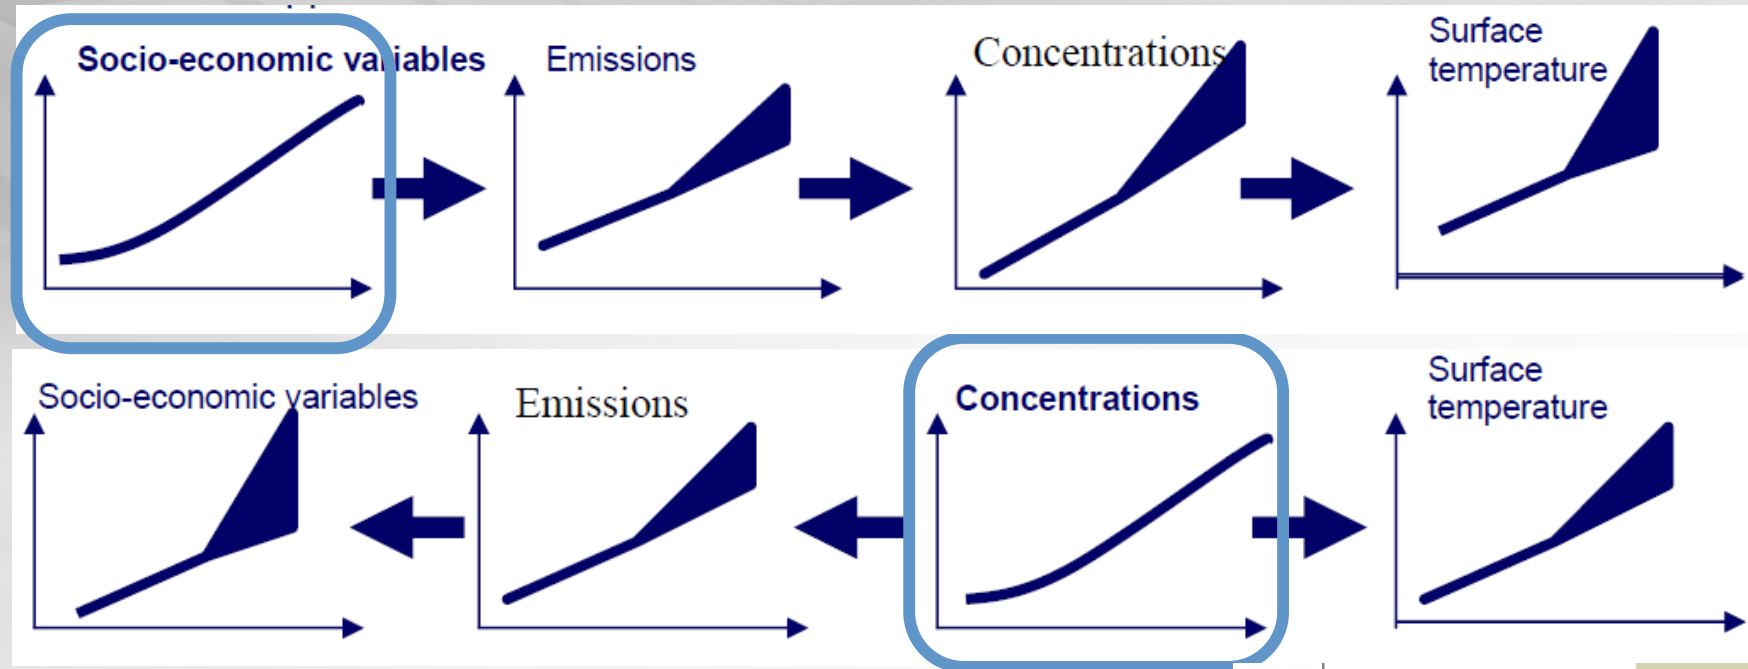 Socio-economic variables
Emissions
Concentrations
Surface
temperature
Socio-economic variables
Emissions
Concentrations
Surface
temperature